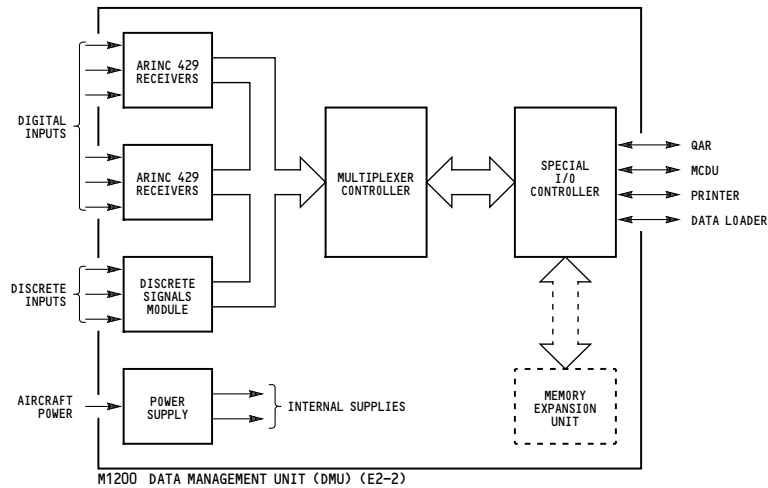 ARINC 429
RECEIVERS
DIGITAL
INPUTS
ARINC 429
RECEIVERS
MULTIPLEXER
CONTROLLER
SPECIAL
I/O
CONTROLLER
QAR
MCDU
PRINTER
DATA LOADER
DISCRETE
INPUTS
DISCRETE
SIGNALS
MODULE
AIRCRAFT
POWER
POWER
SUPPLY
INTERNAL SUPPLIES
MEMORY
EXPANSION
UNIT
M1200 DATA MANAGEMENT UNIT (DMU) (E2-2)